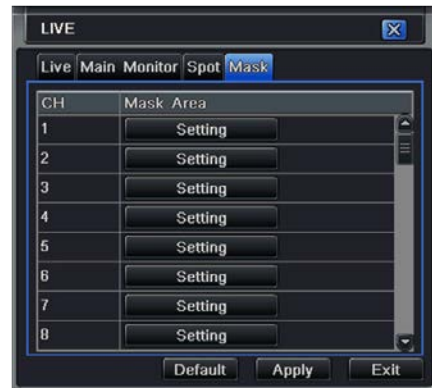 LIVE
Live Main Monitor Spot Mask
CH Mask Area
1 Setting
2 Setting
3 Setting
4 Setting
5 Setting
6 Setting
7 Setting
8 Setting
Default Apply Exit